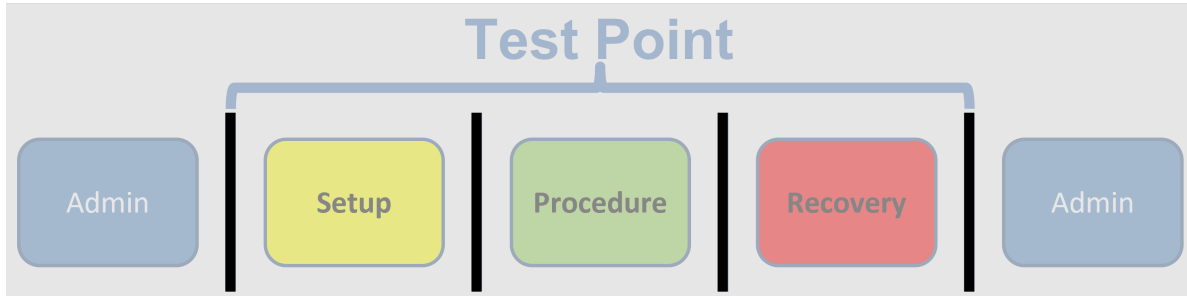 Test Point
Admin
Setup
Procedure
Recovery
Admin